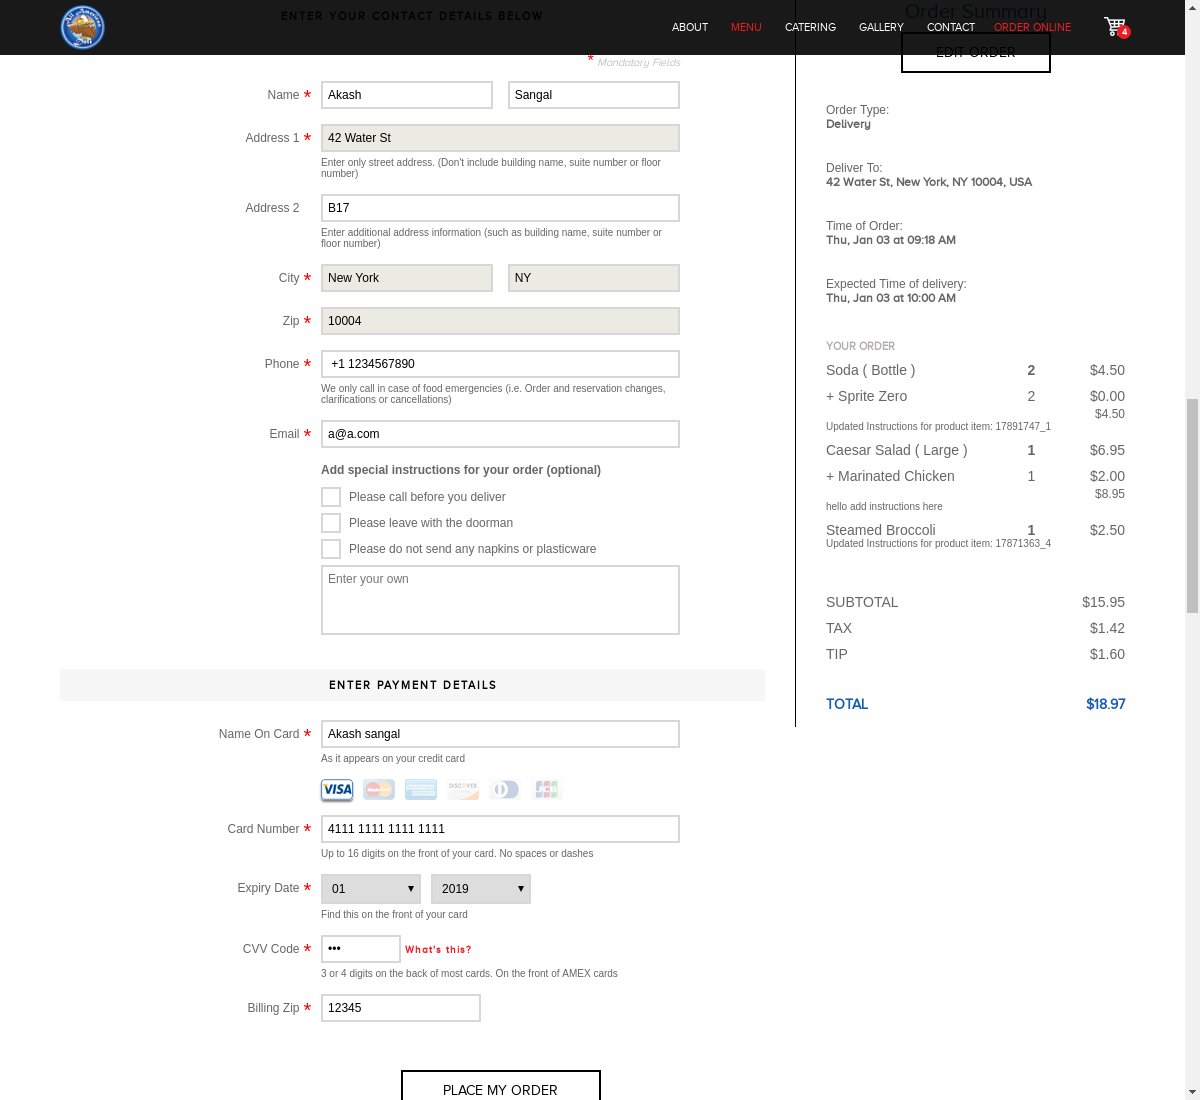 ENTER YOUR CONTACT DETAILS BELOW
All American Deli
ABOUT MENU CATERING GALLERY CONTACT ORDER ONLINE 4
* Mandatory Fields
Name * Akash Sangal
Address 1 * 42 Water St
Enter only street address. (Don't include building name, suite number or floor
number)
Address 2 B17
Enter additional address information (such as building name, suite number or
floor number)
City * New York NY
Zip * 10004
Phone * +1 1234567890
We only call in case of food emergencies (i.e. Order and reservation changes,
clarifications or cancellations)
Email * a@a.com
Add special instructions for your order (optional)
Please call before you deliver
Please leave with the doorman
Please do not send any napkins or plasticware
Enter your own
ENTER PAYMENT DETAILS
Name On Card * Akash sangal
As it appears on your credit card
VISA MasterCard AMERICAN EXPRESS DISCOVER JCB
Card Number * 4111 1111 1111 1111
Up to 16 digits on the front of your card. No spaces or dashes
Expiry Date * 01 2019
Find this on the front of your card
CVV Code * ••• What's this?
3 or 4 digits on the back of most cards. On the front of AMEX cards
Billing Zip * 12345
PLACE MY ORDER
Order Summary
EDIT ORDER
Order Type:
Delivery
Deliver To:
42 Water St, New York, NY 10004, USA
Time of Order:
Thu, Jan 03 at 09:18 AM
Expected Time of delivery:
Thu, Jan 03 at 10:00 AM
YOUR ORDER
Soda ( Bottle ) 2 $4.50
+ Sprite Zero 2 $0.00
$4.50
Updated Instructions for product item: 17891747_1
Caesar Salad ( Large ) 1 $6.95
+ Marinated Chicken 1 $2.00
$8.95
hello add instructions here
Steamed Broccoli 1 $2.50
Updated Instructions for product item: 17871363_4
SUBTOTAL $15.95
TAX $1.42
TIP $1.60
TOTAL $18.97